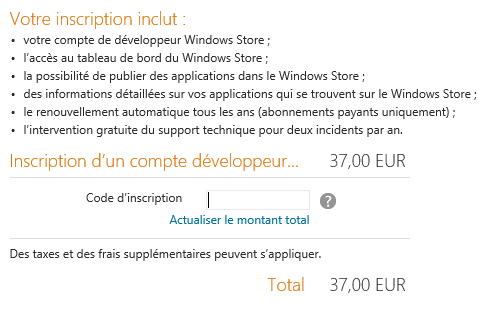 Votre inscription inclut :
• votre compte de développeur Windows Store ;
• l'accès au tableau de bord du Windows Store ;
• la possibilité de publier des applications dans le Windows Store ;
• des informations détaillées sur vos applications qui se trouvent sur le Windows Store ;
• le renouvellement automatique tous les ans (abonnements payants uniquement) ;
• l'intervention gratuite du support technique pour deux incidents par an.
Inscription d'un compte développeur... 37,00 EUR
Code d'inscription ?
Actualiser le montant total
Des taxes et des frais supplémentaires peuvent s'appliquer.
Total 37,00 EUR